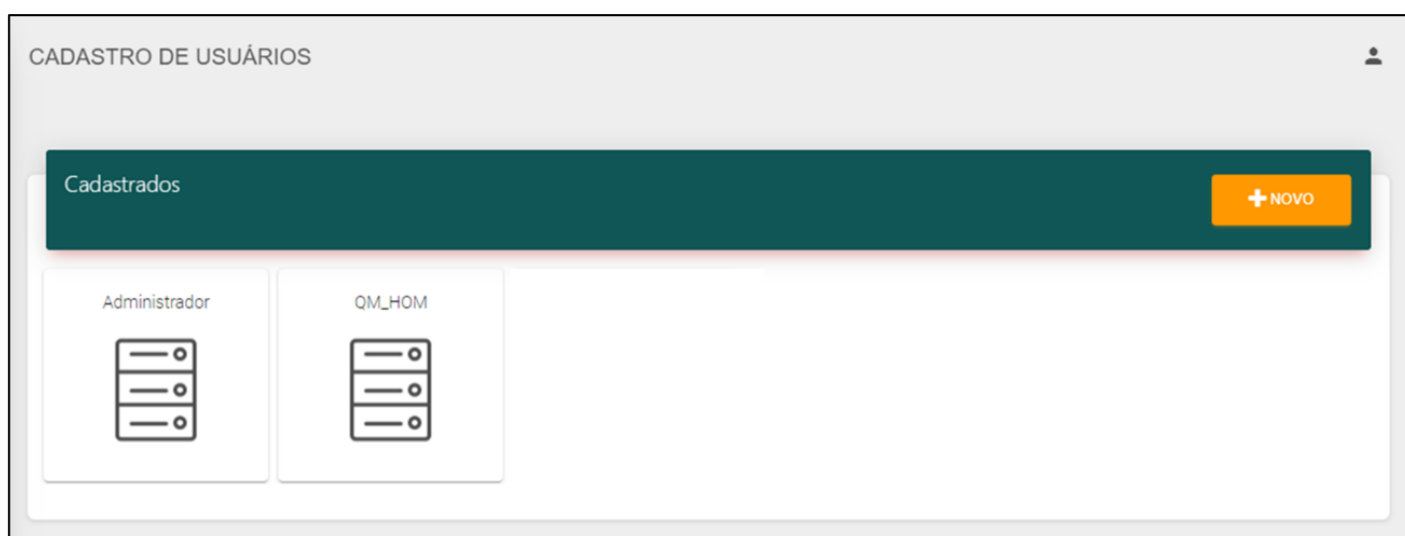 CADASTRO DE USUÁRIOS
Cadastrados
NOVO
Administrador
QM_HOM